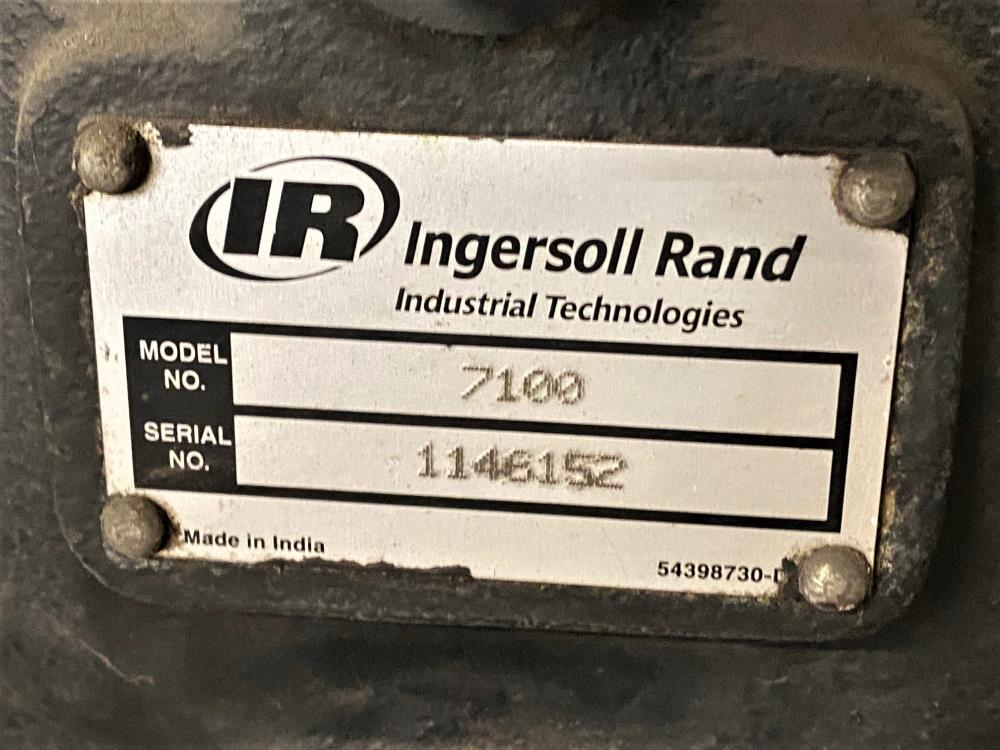 IR Ingersoll Rand
Industrial Technologies
MODEL NO. 7100
SERIAL NO. 1146152
Made in India
54398730-